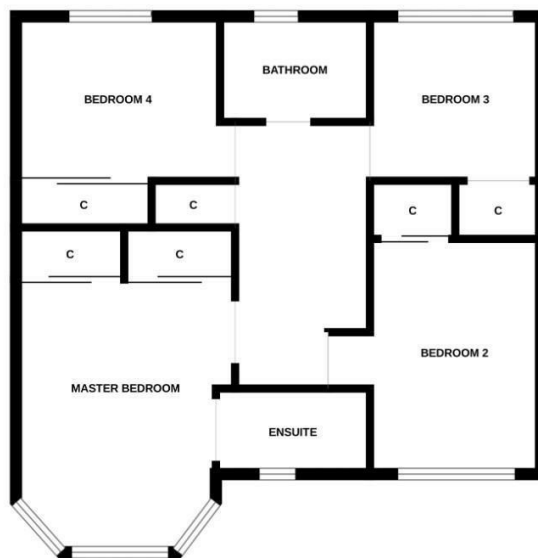 BATHROOM
BEDROOM 4
BEDROOM 3
C
C
C
C
C
C
BEDROOM 2
MASTER BEDROOM
ENSUITE